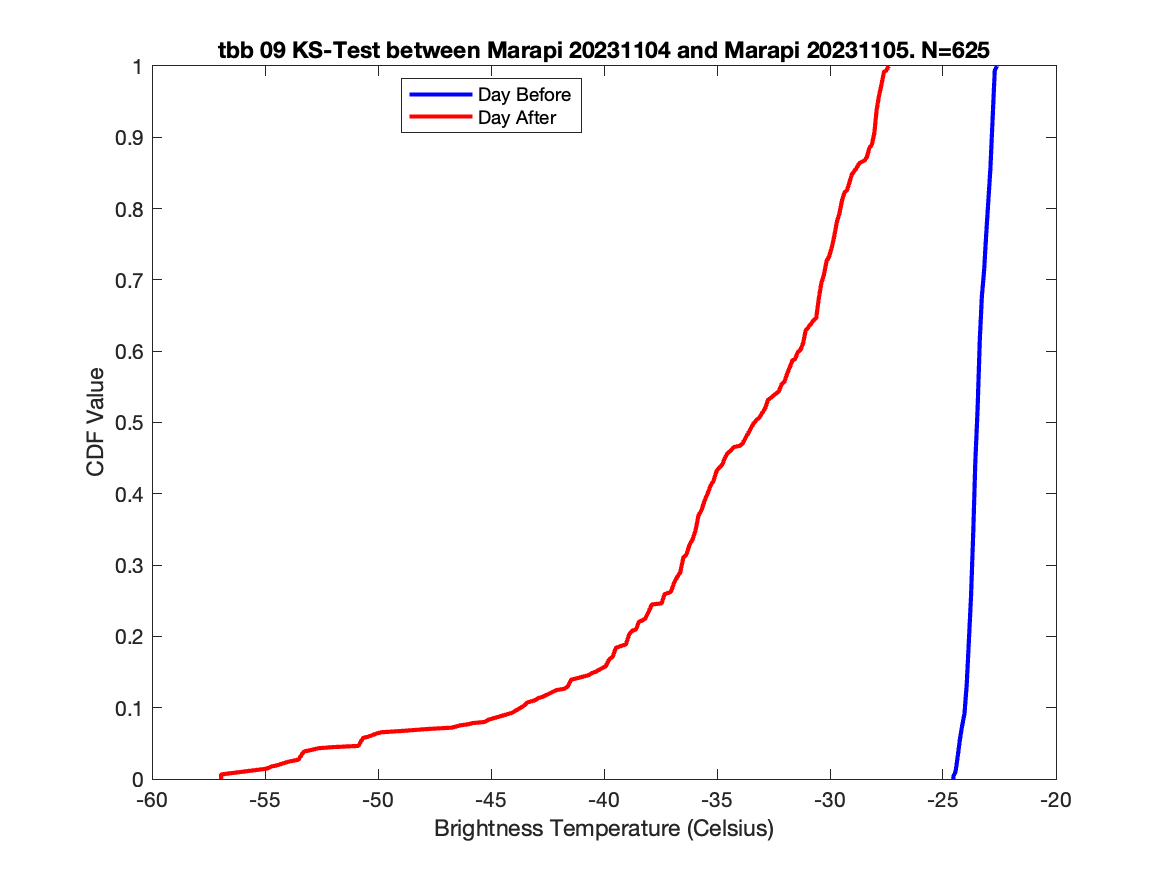 tbb 09 KS-Test between Marapi 20231104 and Marapi 20231105. N=625
Day Before
Day After
1
0.9
0.8
0.7
0.6
0.5
0.4
0.3
0.2
0.1
0
CDF Value
-60 -55 -50 -45 -40 -35 -30 -25 -20
Brightness Temperature (Celsius)